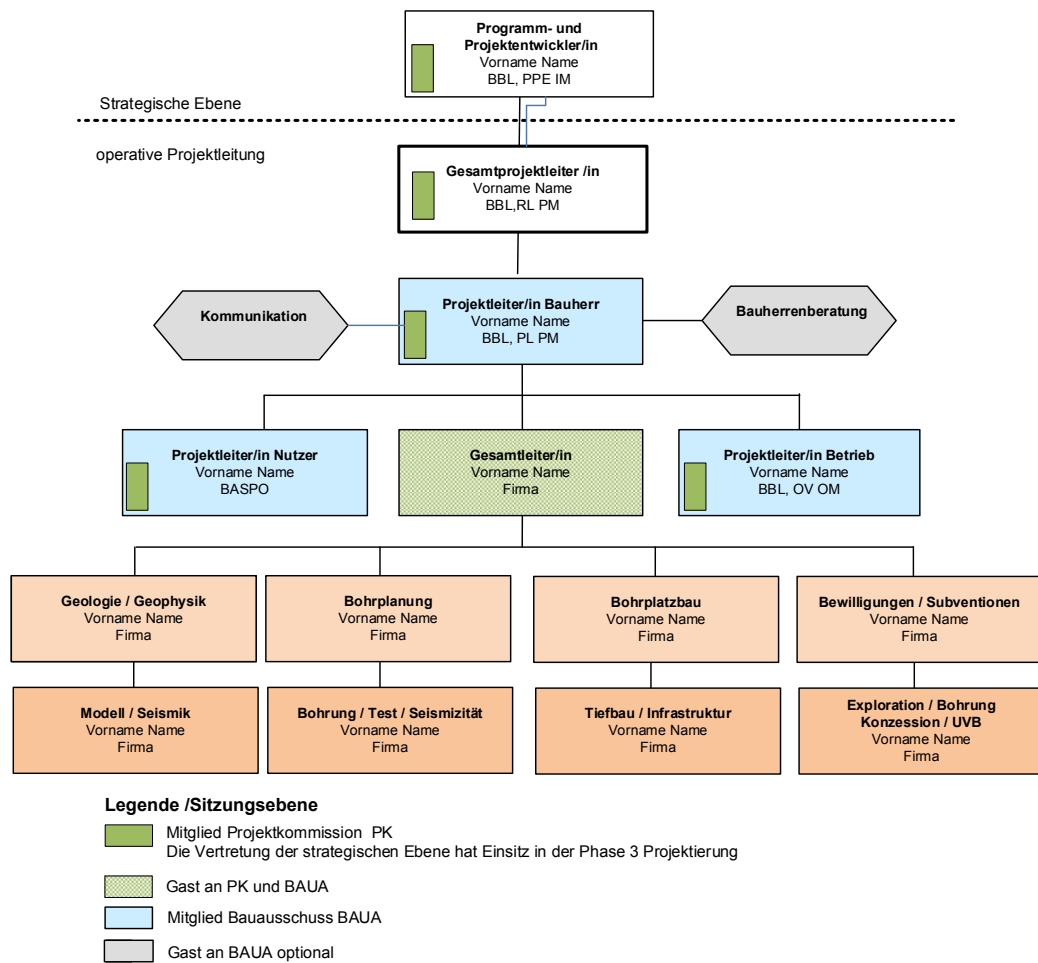 Programm- und
Projektentwickler/in
Vorname Name
BBL, PPE IM
Strategische Ebene
operative Projektleitung
Gesamtprojektleiter /in
Vorname Name
BBL,RL PM
Kommunikation
Projektleiter/in Bauherr
Vorname Name
BBL, PL PM
Bauherrenberatung
Projektleiter/in Nutzer
Vorname Name
BASPO
Gesamtleiter/in
Vorname Name
Firma
Projektleiter/in Betrieb
Vorname Name
BBL, OV OM
Geologie / Geophysik
Vorname Name
Firma
Bohrplanung
Vorname Name
Firma
Bohrplatzbau
Vorname Name
Firma
Bewilligungen / Subventionen
Vorname Name
Firma
Modell / Seismik
Vorname Name
Firma
Bohrung / Test / Seismizität
Vorname Name
Firma
Tiefbau / Infrastruktur
Vorname Name
Firma
Exploration / Bohrung
Konzession / UVB
Vorname Name
Firma
Legende /Sitzungsebene
Mitglied Projektkommission PK
Die Vertretung der strategischen Ebene hat Einsitz in der Phase 3 Projektierung
Gast an PK und BAUA
Mitglied Bauausschuss BAUA
Gast an BAUA optional